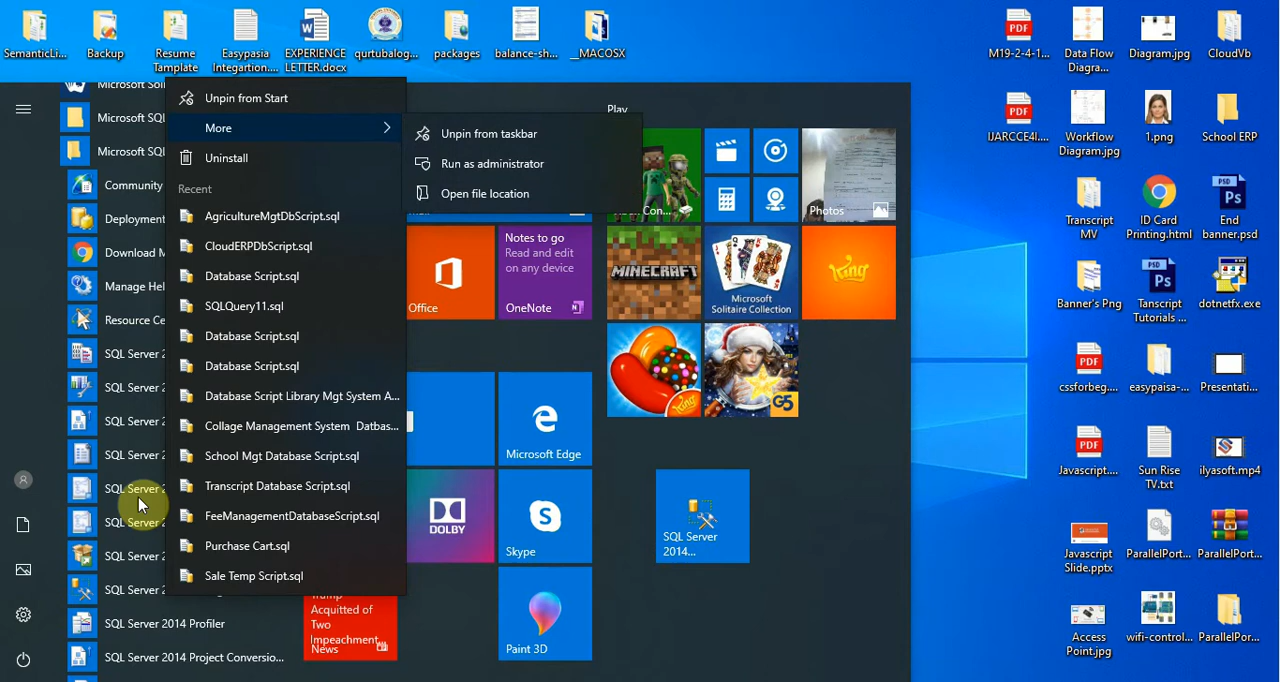 SemanticLi...
Backup
Resume
Tamplate
Easypasia
Integartion....
EXPERIENCE
LETTER.docx
qurtubalog...
packages
balance-sh...
__MACOSX
M19-2-4-1...
Data Flow
Diagra...
Diagram.jpg
CloudVb
IJARCCE4I....
Workflow
Diagram.jpg
1.png
School ERP
Transcript
MV
ID Card
Printing.html
End
banner.psd
Banner's Png
Tanscript
Tutorials ...
dotnetfx.exe
cssforbeg...
easypaisa-...
Presentati...
Javascript....
Sun Rise
TV.txt
ilyasoft.mp4
Javascript
Slide.pptx
ParallelPort...
ParallelPort...
Access
Point.jpg
wifi-control...
ParallelPor...
Microsoft SQL
Microsoft SQL
Community
Deployment
Download M
Manage Hel
Resource Ce
SQL Server 2
SQL Server 2
SQL Server 2
SQL Server 2
SQL Server 2
SQL Server 2
SQL Server 2
SQL Server 2
SQL Server 2014 Profiler
SQL Server 2014 Project Conversio...
Unpin from Start
More
Uninstall
Recent
AgricultureMgtDbScript.sql
CloudERPDbScript.sql
Database Script.sql
SQLQuery11.sql
Database Script.sql
Database Script.sql
Database Script Library Mgt System A...
Collage Management System Datbas...
School Mgt Database Script.sql
Transcript Database Script.sql
FeeManagementDatabaseScript.sql
Purchase Cart.sql
Sale Temp Script.sql
Unpin from taskbar
Run as administrator
Open file location
Play
Photos
Office
Notes to go
Read and edit
on any device
OneNote
MINECRAFT
Microsoft
Solitaire Collection
King
King
G5
Microsoft Edge
DOLBY
Skype
SQL Server
2014...
Trump
Acquitted of
Two
Impeachment
News
Paint 3D